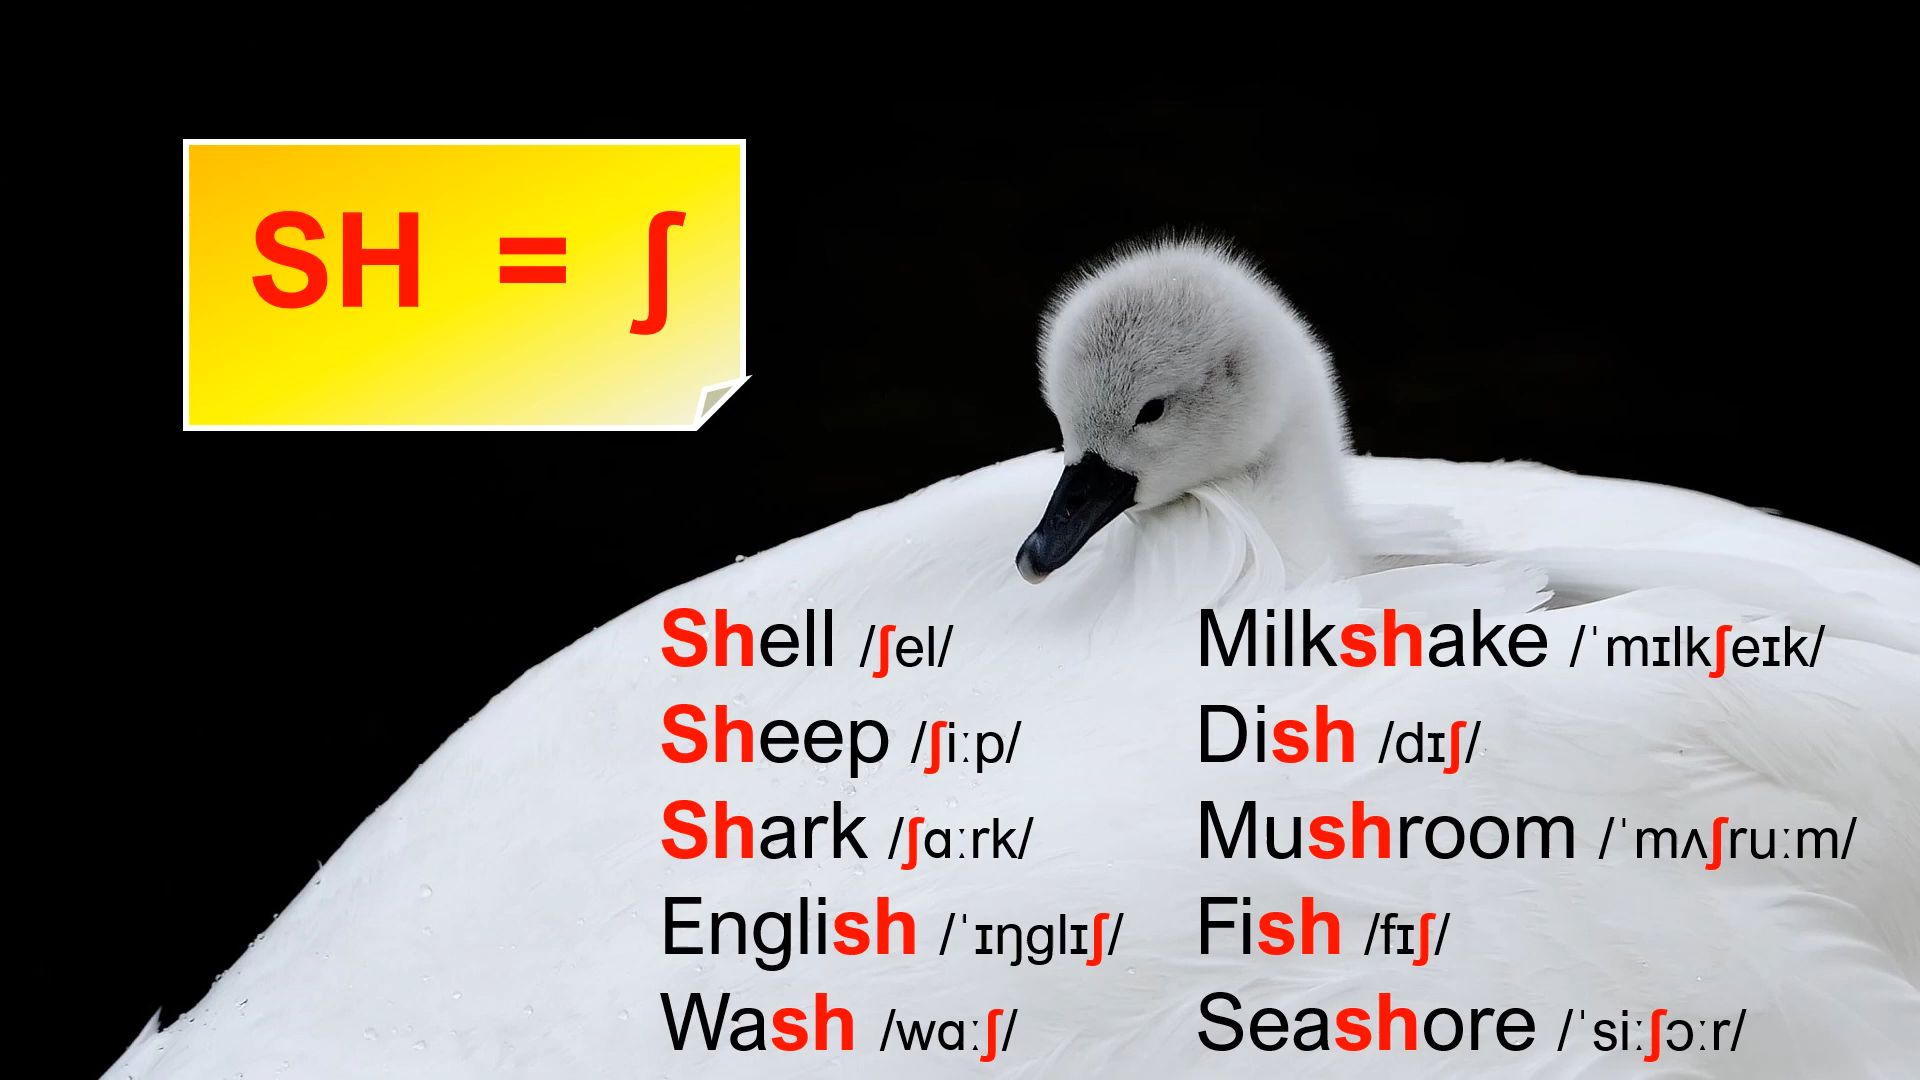 SH = ʃ
Shell /ʃel/
Sheep /ʃiːp/
Shark /ʃɑːrk/
English /ˈɪŋglɪʃ/
Wash /wɑːʃ/
Milkshake /ˈmɪlkʃeɪk/
Dish /dɪʃ/
Mushroom /ˈmʌʃruːm/
Fish /fɪʃ/
Seashore /ˈsiːʃɔːr/